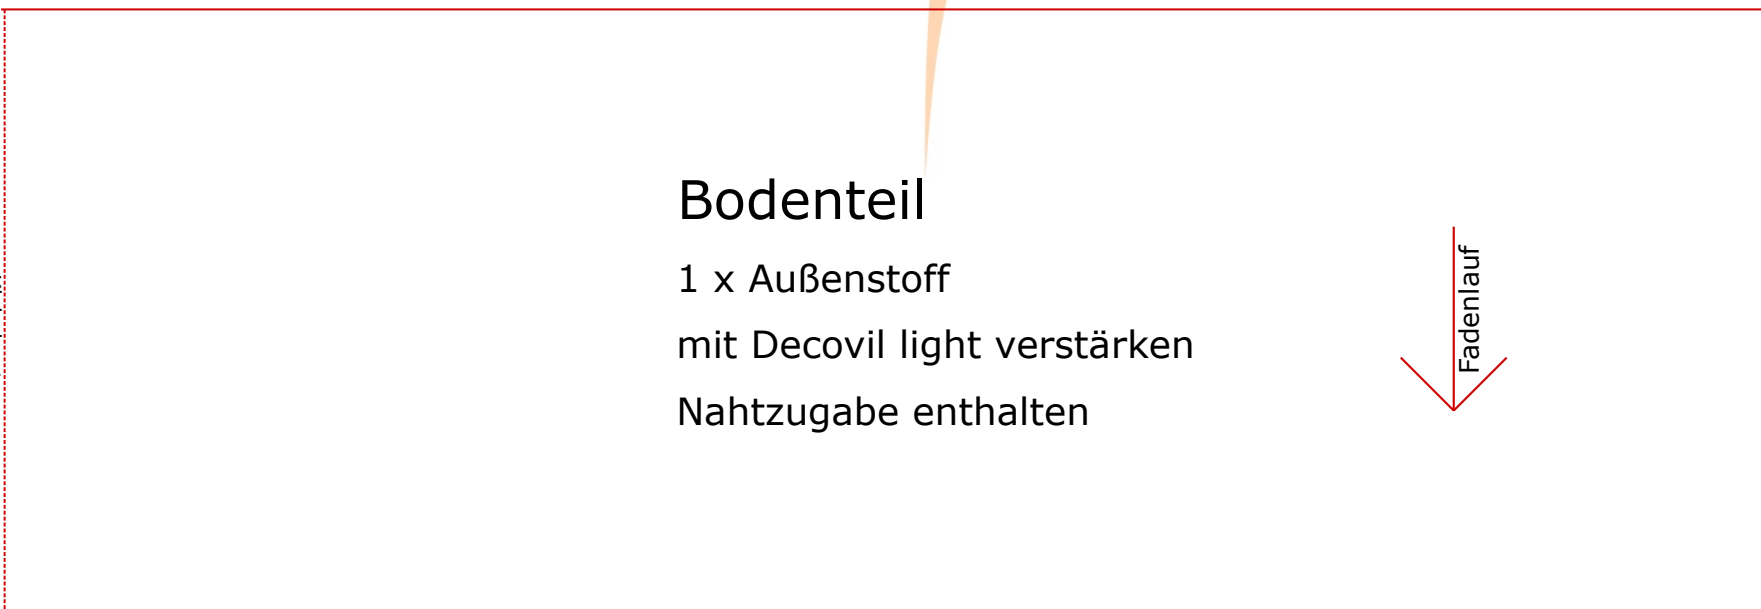 Bodenteil
1 x Außenstoff
mit Decovil light verstärken
Nahtzugabe enthalten
Fadenlauf